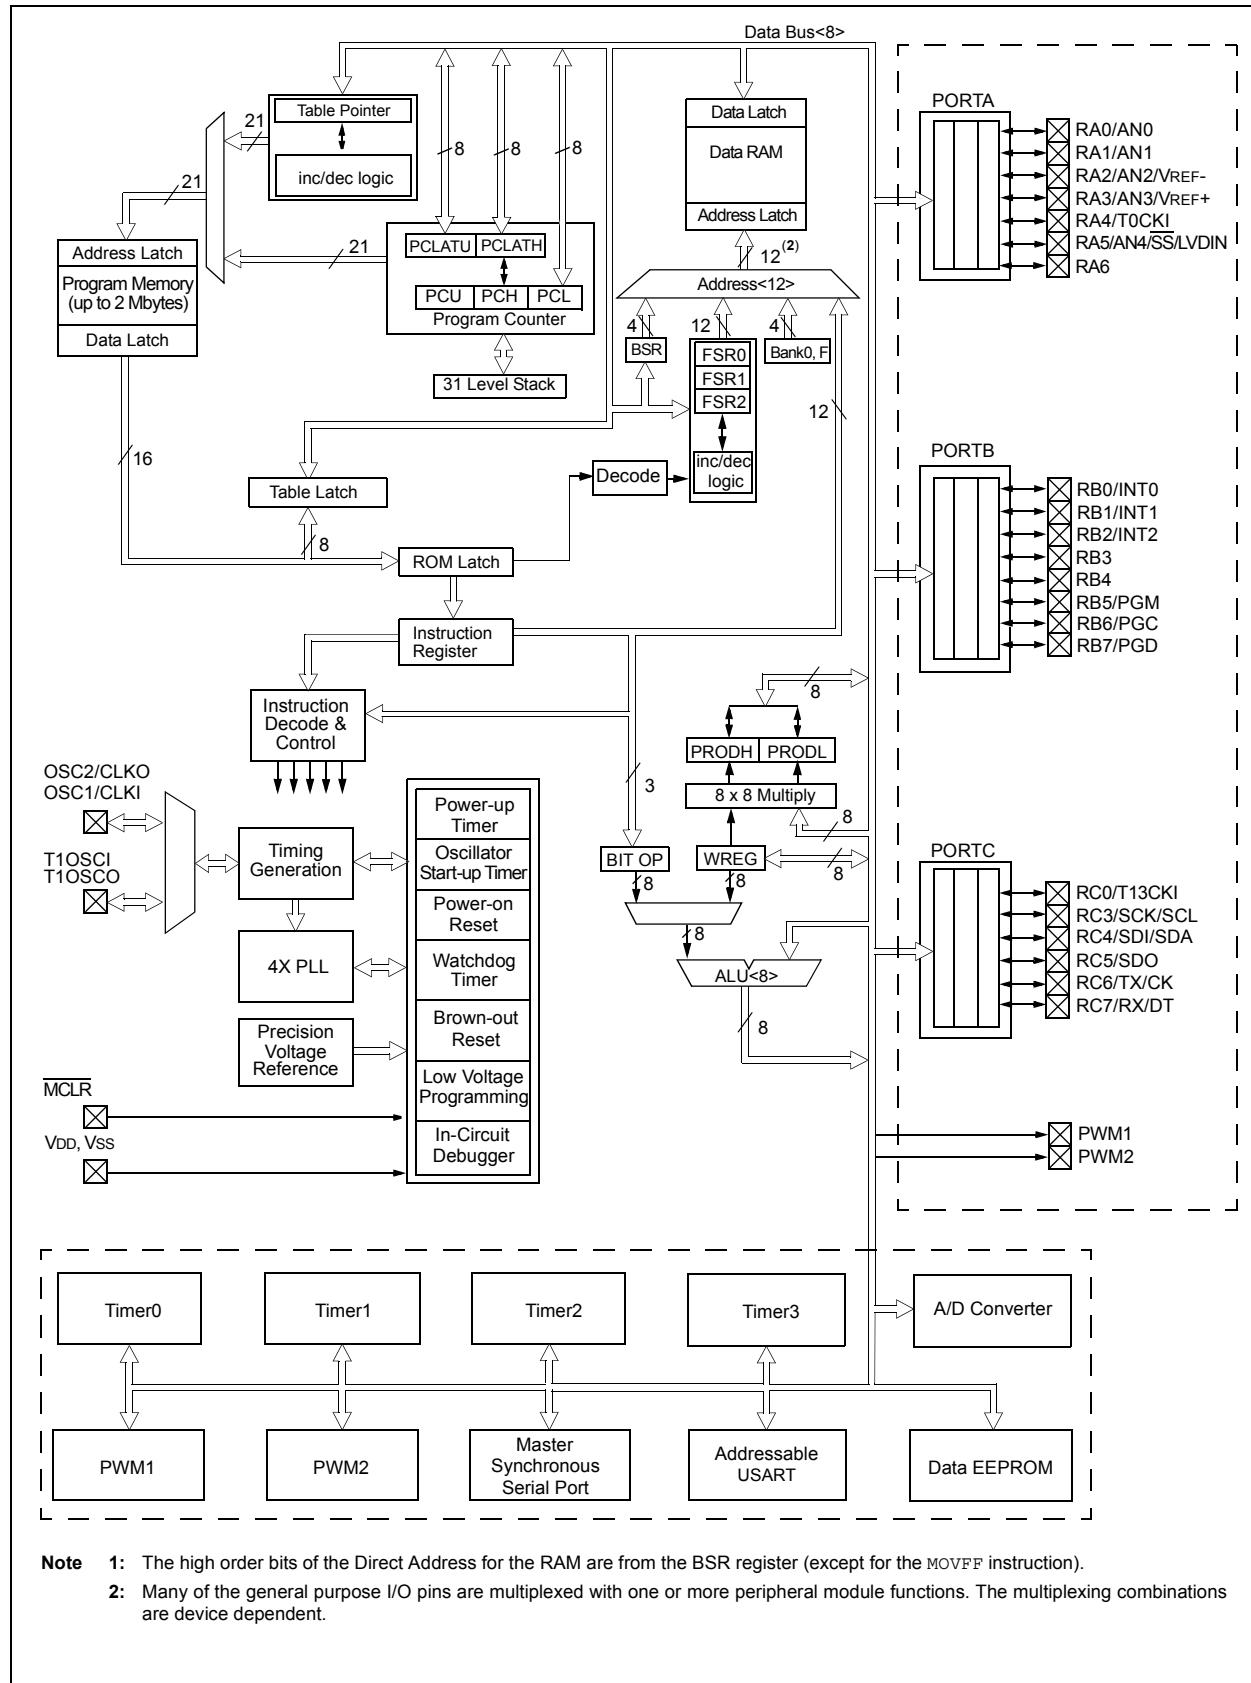 Data Bus<8>
21
Table Pointer
inc/dec logic
21
8
8
8
Data Latch
Data RAM
Address Latch
PORTA
RA0/AN0
RA1/AN1
RA2/AN2/VREF-
RA3/AN3/VREF+
RA4/T0CKI
RA5/AN4/SS/LVDIN
RA6
Address Latch
Program Memory
(up to 2 Mbytes)
Data Latch
21
PCLATU
PCLATH
PCU
PCH
PCL
Program Counter
31 Level Stack
12(2)
Address<12>
4
12
4
BSR
FSR0
FSR1
FSR2
inc/dec
logic
Bank0, F
12
16
Table Latch
8
Decode
ROM Latch
Instruction
Register
PORTB
RB0/INT0
RB1/INT1
RB2/INT2
RB3
RB4
RB5/PGM
RB6/PGC
RB7/PGD
Instruction
Decode &
Control
8
PRODH
PRODL
3
8 x 8 Multiply
8
BIT OP
WREG
8
8
8
8
ALU<8>
8
OSC2/CLKO
OSC1/CLKI
T1OSCI
T1OSCO
Timing
Generation
4X PLL
Precision
Voltage
Reference
Power-up
Timer
Oscillator
Start-up Timer
Power-on
Reset
Watchdog
Timer
Brown-out
Reset
Low Voltage
Programming
In-Circuit
Debugger
MCLR
VDD, VSS
PORTC
RC0/T13CKI
RC3/SCK/SCL
RC4/SDI/SDA
RC5/SDO
RC6/TX/CK
RC7/RX/DT
PWM1
PWM2
Timer0
Timer1
Timer2
Timer3
A/D Converter
PWM1
PWM2
Master
Synchronous
Serial Port
Addressable
USART
Data EEPROM
Note 1: The high order bits of the Direct Address for the RAM are from the BSR register (except for the MOVFF instruction).
2: Many of the general purpose I/O pins are multiplexed with one or more peripheral module functions. The multiplexing combinations
are device dependent.